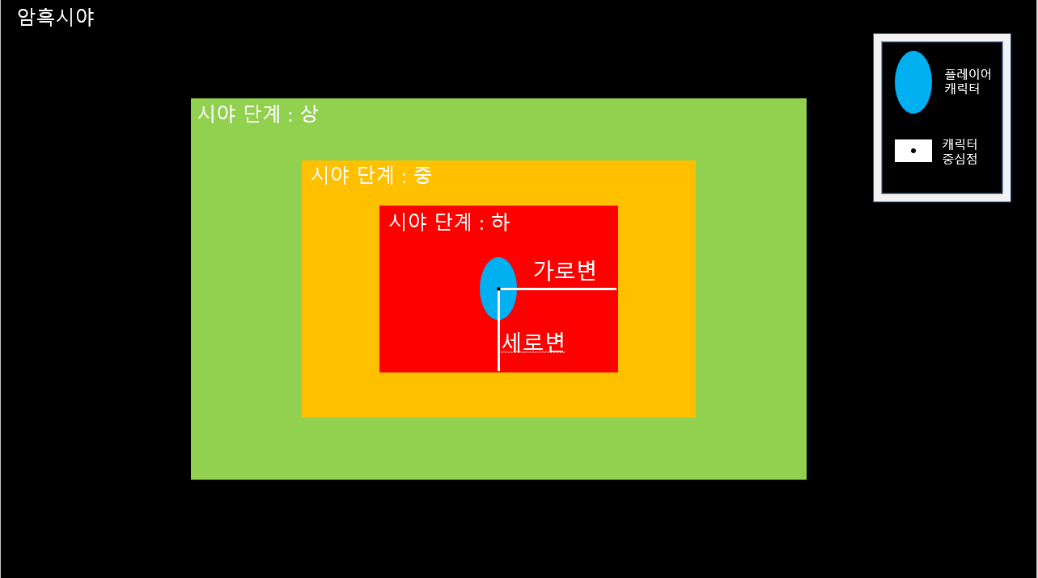 암흑시야
플레이어
캐릭터
캐릭터
중심점
시야 단계 : 상
시야 단계 : 중
시야 단계 : 하
가로변
세로변